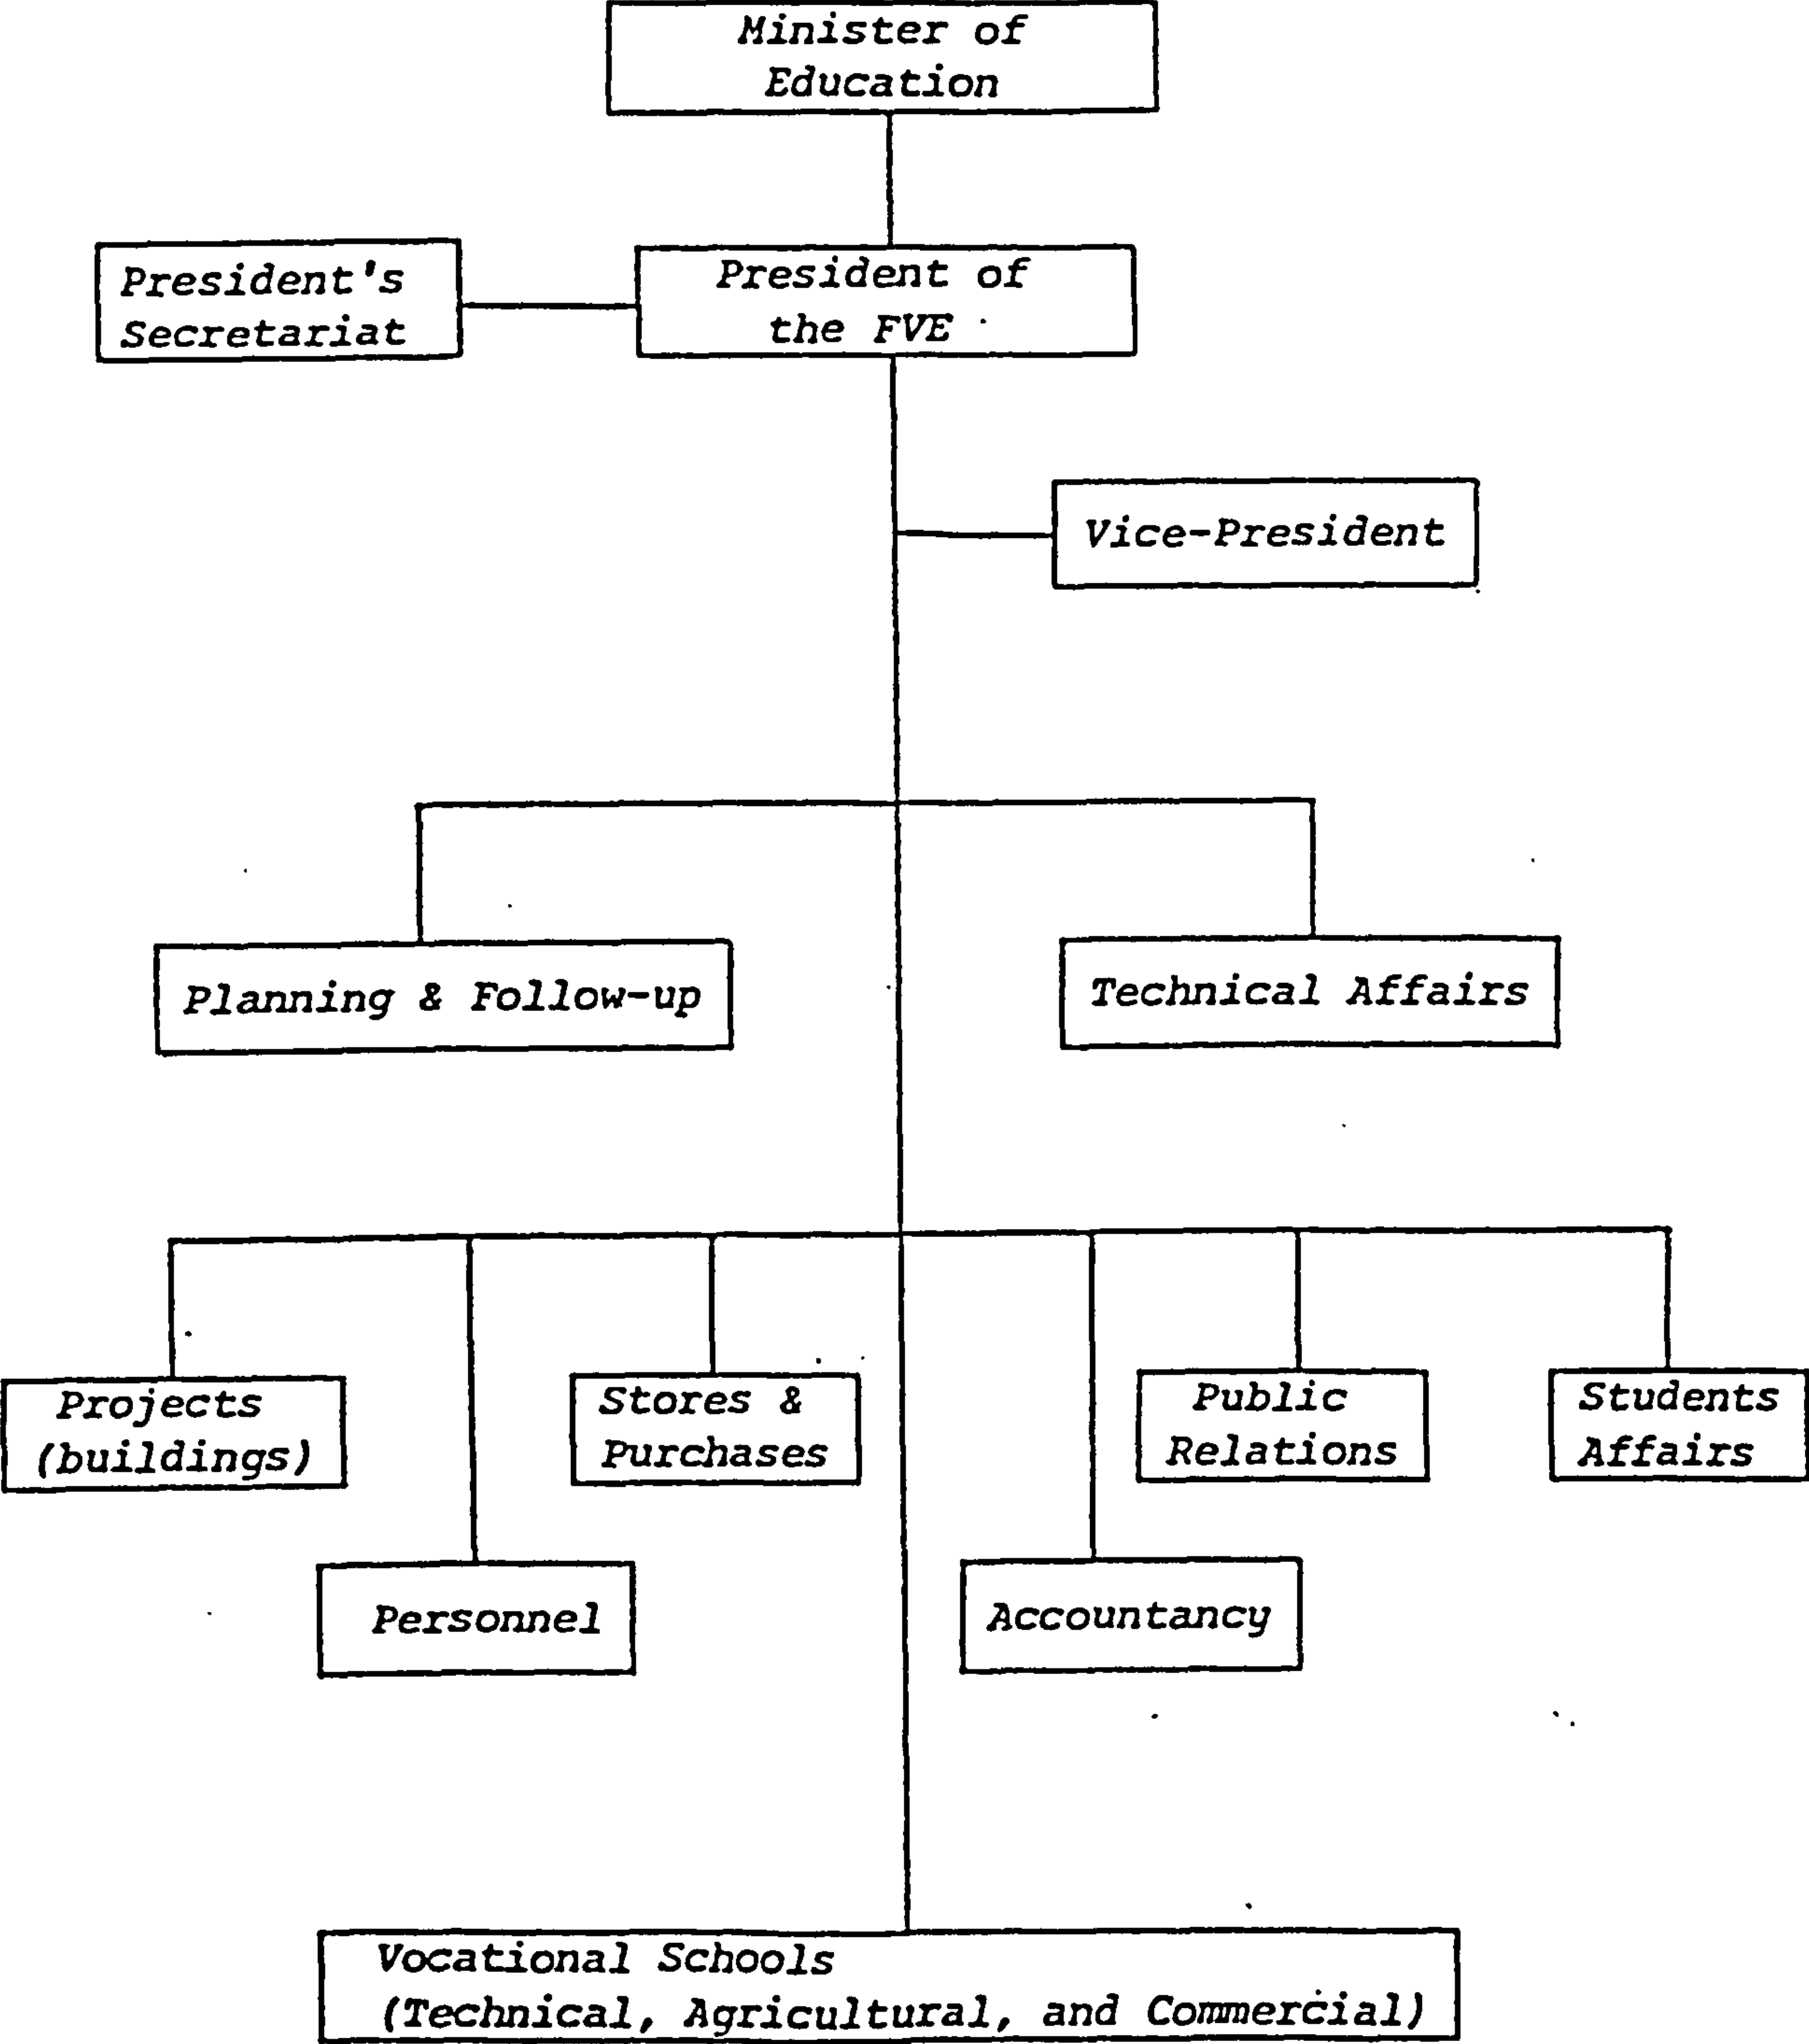 Minister of
Education
President's
Secretariat
President of
the FVE
Vice-President
Planning & Follow-up
Technical Affairs
Projects
(buildings)
Stores &
Purchases
Public
Relations
Students
Affairs
Personnel
Accountancy
Vocational Schools
(Technical, Agricultural, and Commercial)